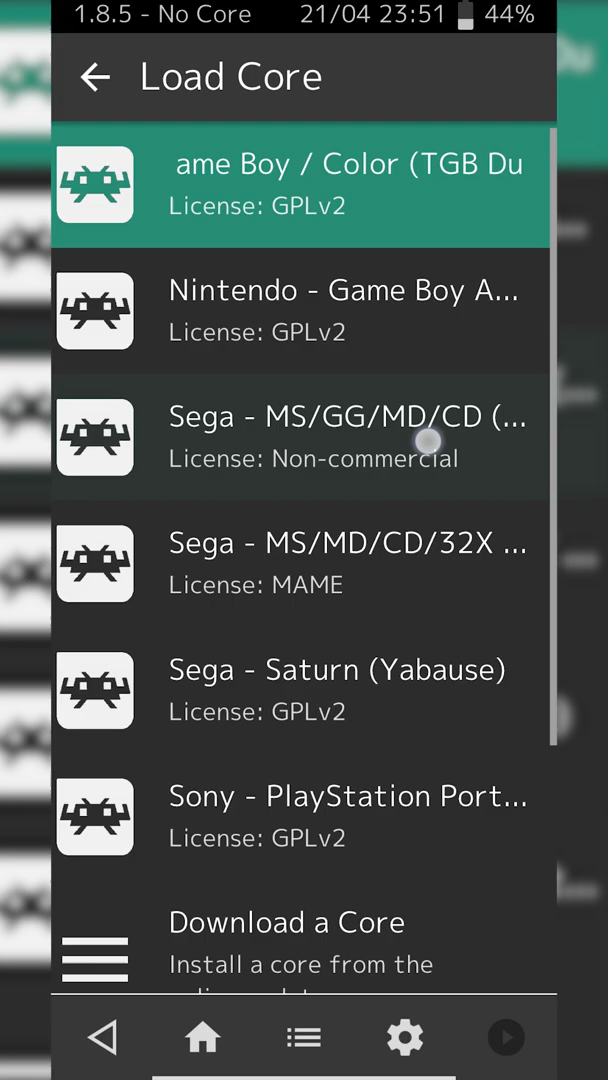 1.8.5 - No Core 21/04 23:51 44%
Load Core
ame Boy / Color (TGB Du
License: GPLv2
Nintendo - Game Boy A...
License: GPLv2
Sega - MS/GG/MD/CD (...
License: Non-commercial
Sega - MS/MD/CD/32X ...
License: MAME
Sega - Saturn (Yabause)
License: GPLv2
Sony - PlayStation Port...
License: GPLv2
Download a Core
Install a core from the